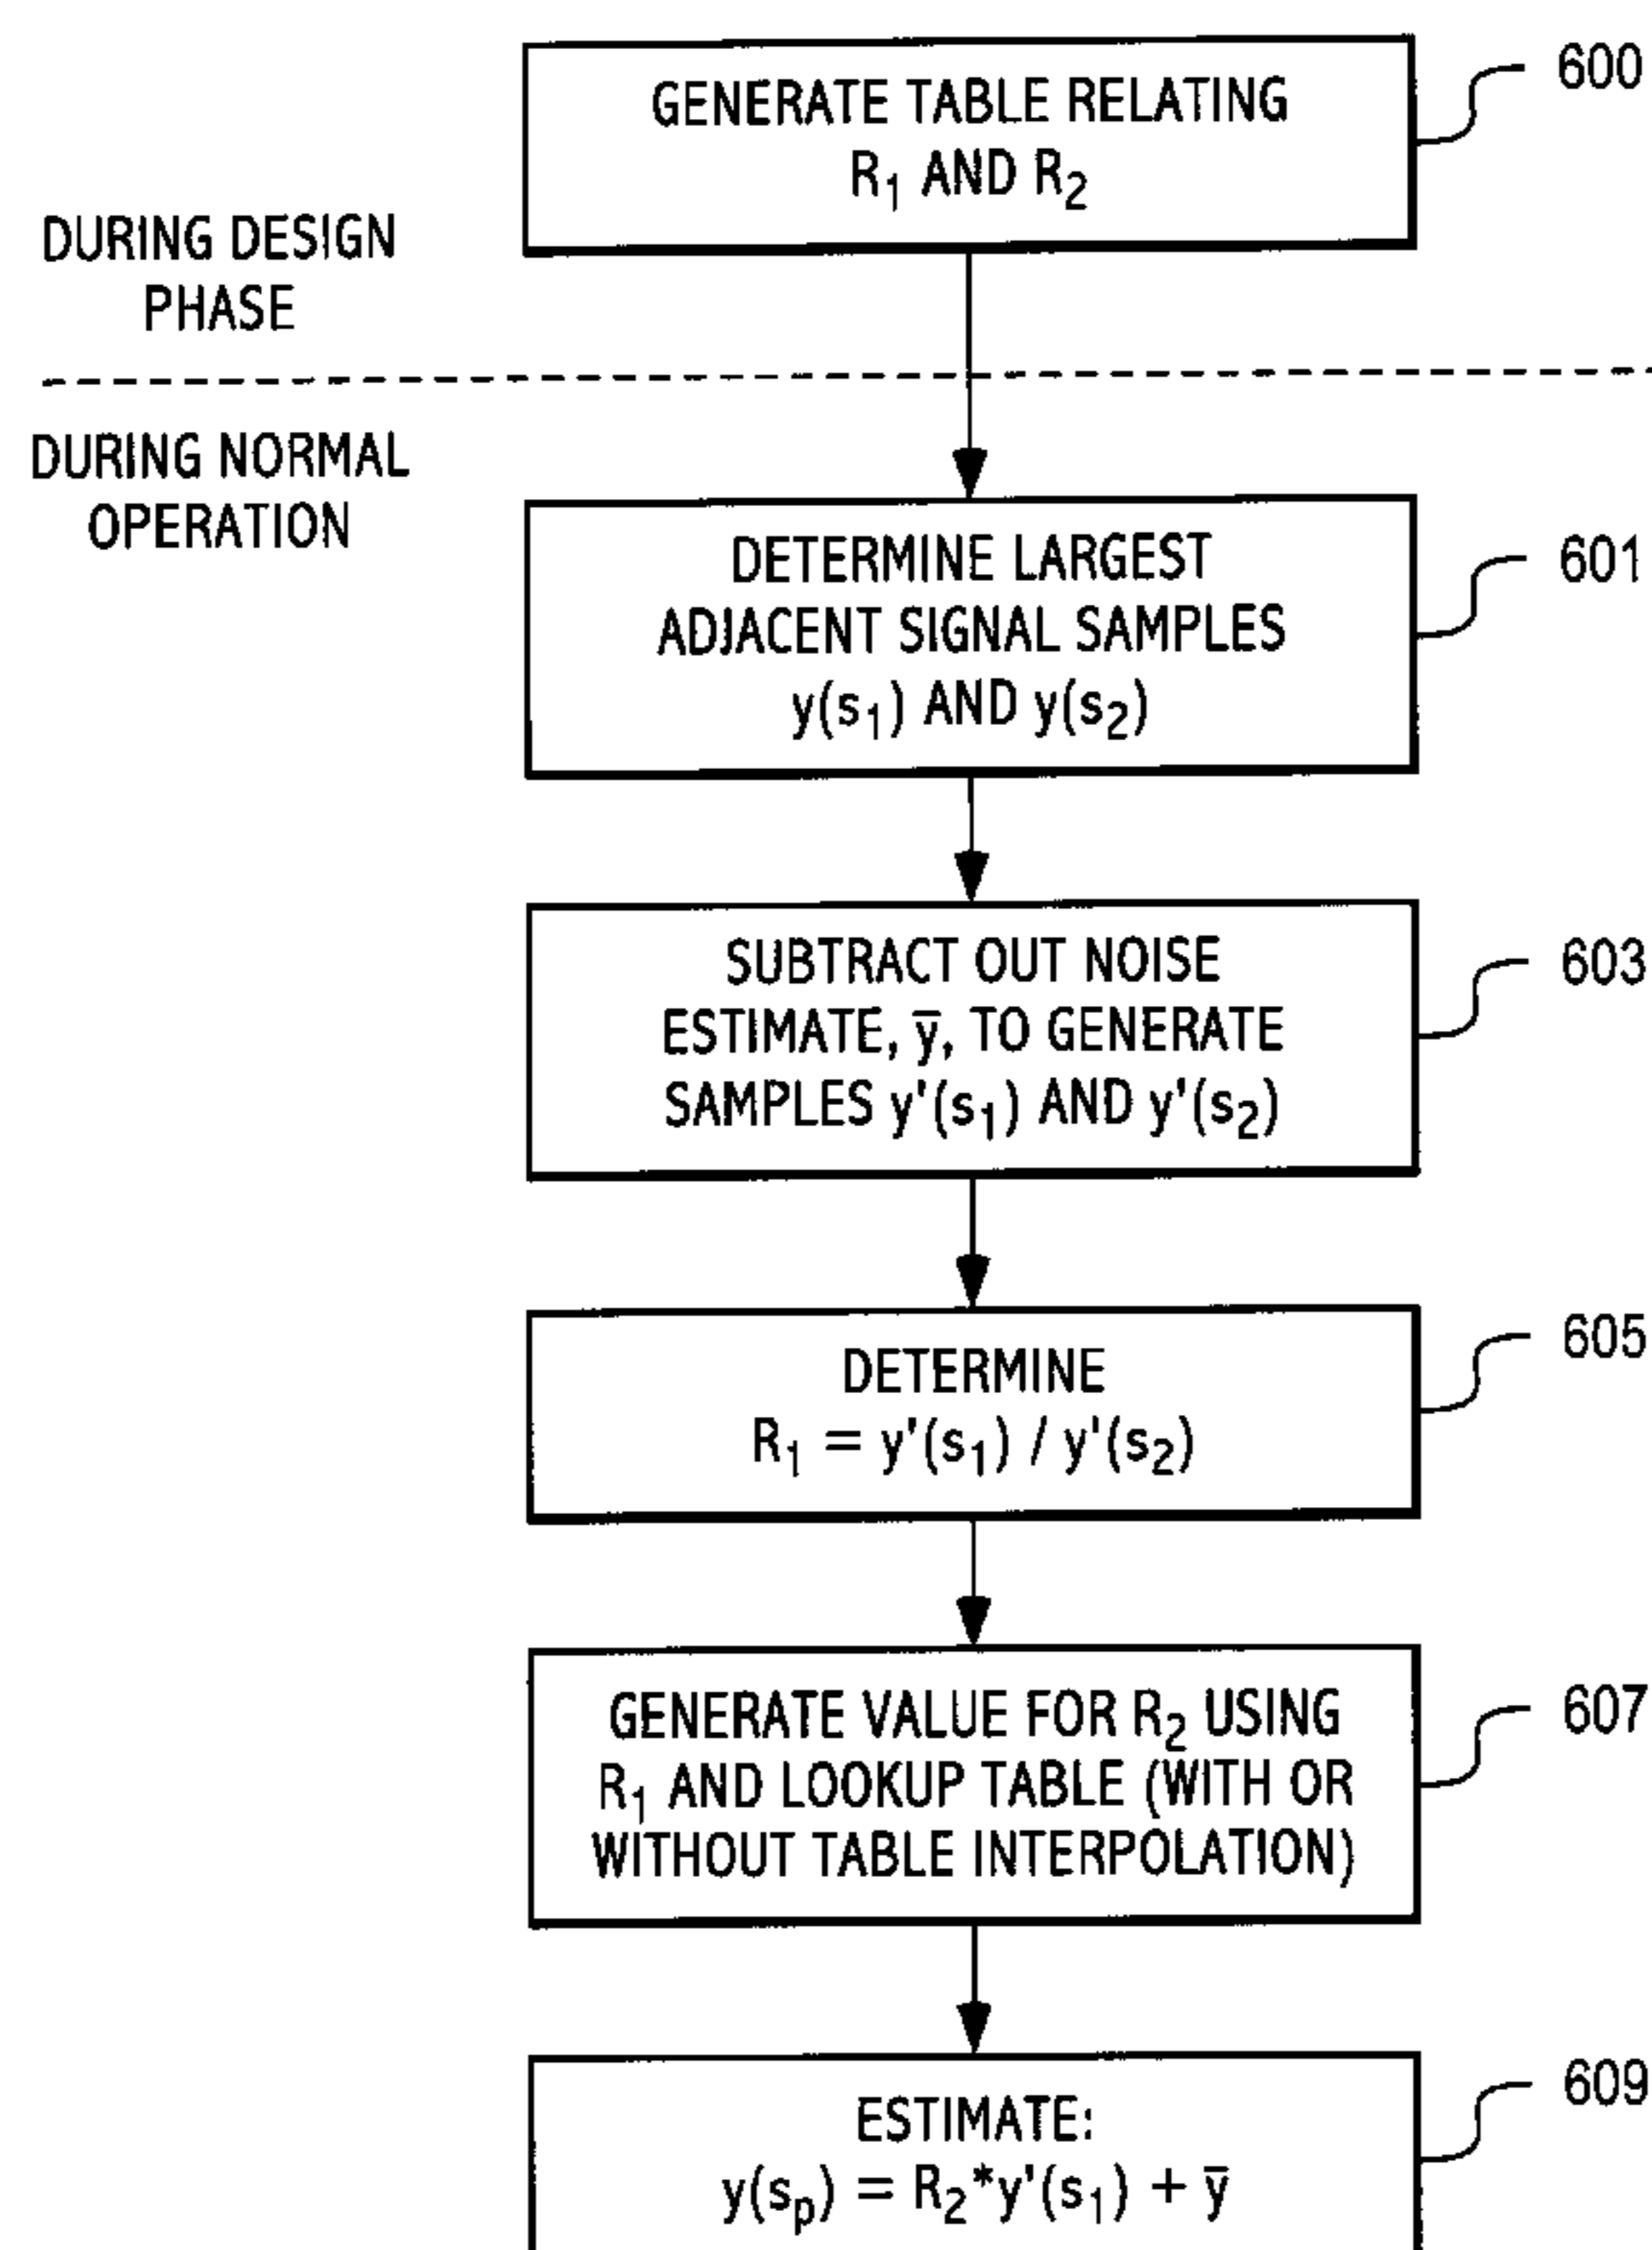 GENERATE TABLE RELATING
R₁ AND R₂
600
DURING DESIGN
PHASE
DURING NORMAL
OPERATION
DETERMINE LARGEST
ADJACENT SIGNAL SAMPLES
y(s₁) AND y(s₂)
601
SUBTRACT OUT NOISE
ESTIMATE, ȳ, TO GENERATE
SAMPLES y'(s₁) AND y'(s₂)
603
DETERMINE
R₁ = y'(s₁) / y'(s₂)
605
GENERATE VALUE FOR R₂ USING
R₁ AND LOOKUP TABLE (WITH OR
WITHOUT TABLE INTERPOLATION)
607
ESTIMATE:
y(sₚ) = R₂*y'(s₁) + ȳ
609